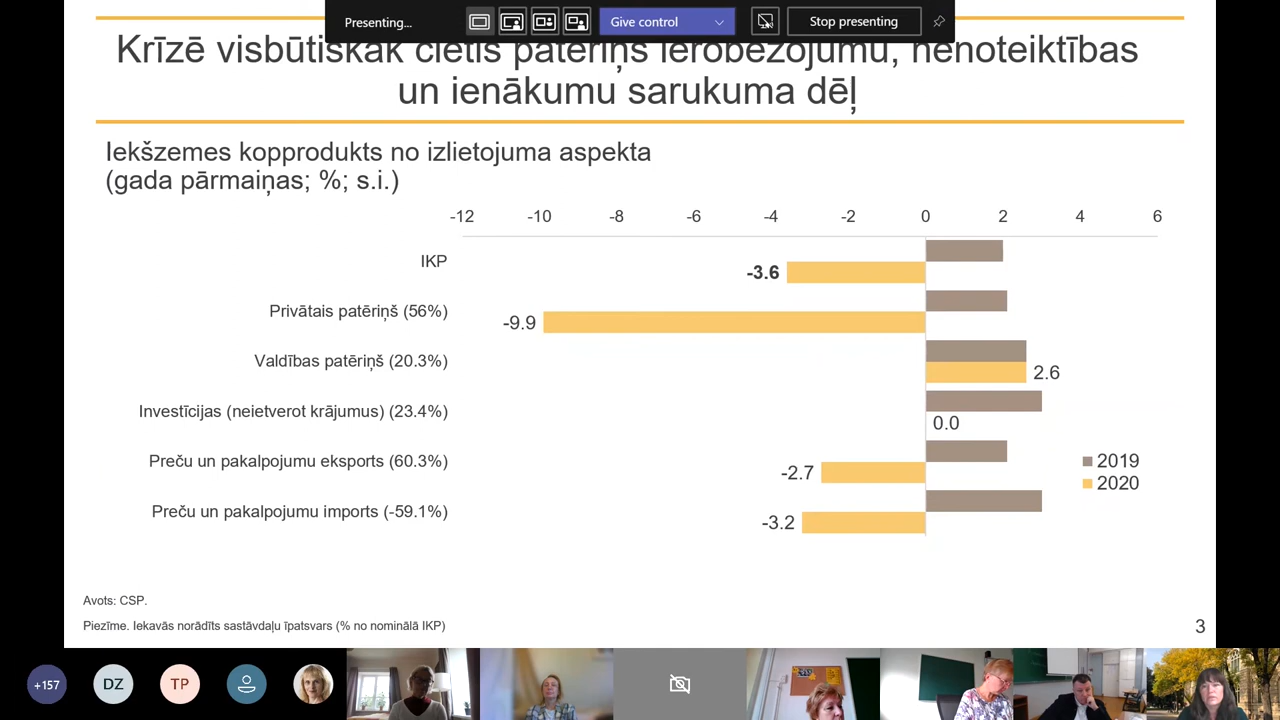 Presenting...
Give control
Stop presenting
Krīzē visbūtiskāk cietis patēriņš ierobežojumu, nenoteiktības
un ienākumu sarukuma dēļ
Iekšzemes kopprodukts no izlietojuma aspekta
(gada pārmaiņas; %; s.i.)
-12 -10 -8 -6 -4 -2 0 2 4 6
IKP
-3.6
Privātais patēriņš (56%)
-9.9
Valdības patēriņš (20.3%)
2.6
Investīcijas (neietverot krājumus) (23.4%)
0.0
Preču un pakalpojumu eksports (60.3%)
-2.7
2019
2020
Preču un pakalpojumu imports (-59.1%)
-3.2
Avots: CSP.
Piezīme. Iekavās norādīts sastāvdaļu īpatsvars (% no nominālā IKP)
3
+157
DZ
TP